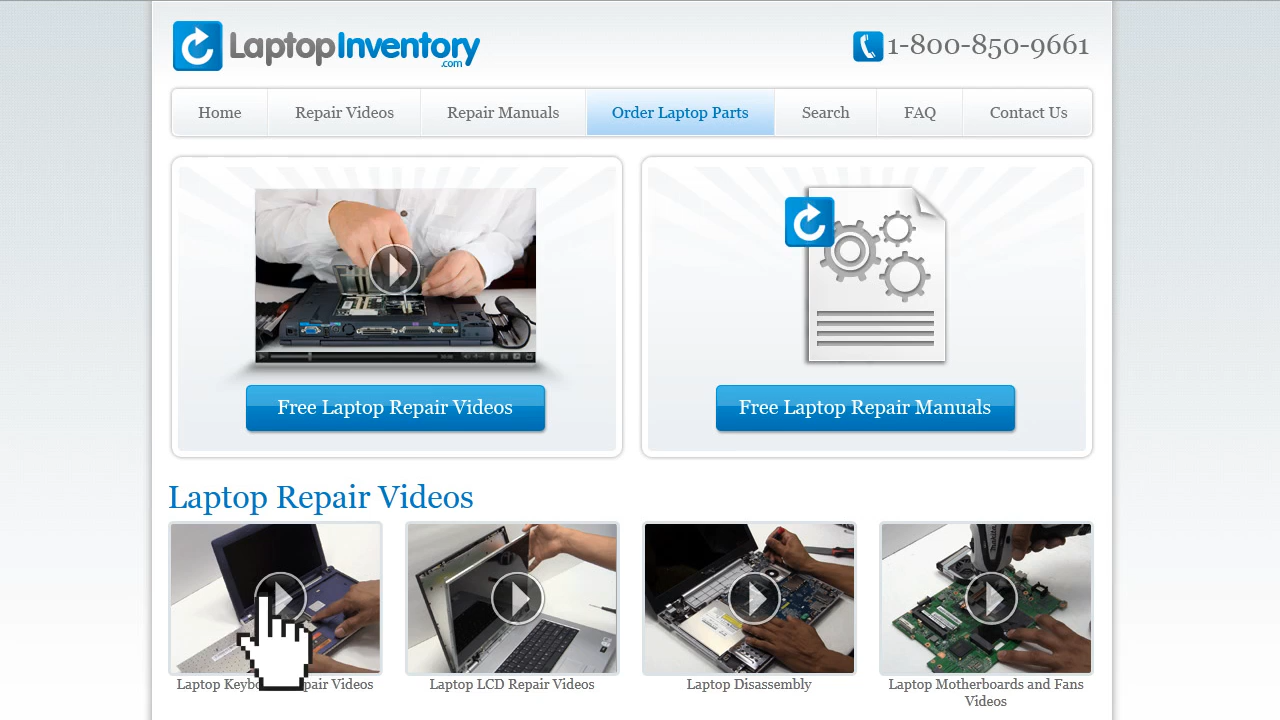 LaptopInventory
.com
1-800-850-9661
Home
Repair Videos
Repair Manuals
Order Laptop Parts
Search
FAQ
Contact Us
Free Laptop Repair Videos
Free Laptop Repair Manuals
Laptop Repair Videos
Laptop pair Videos
Laptop LCD Repair Videos
Laptop Disassembly
Laptop Motherboards and Fans
Videos